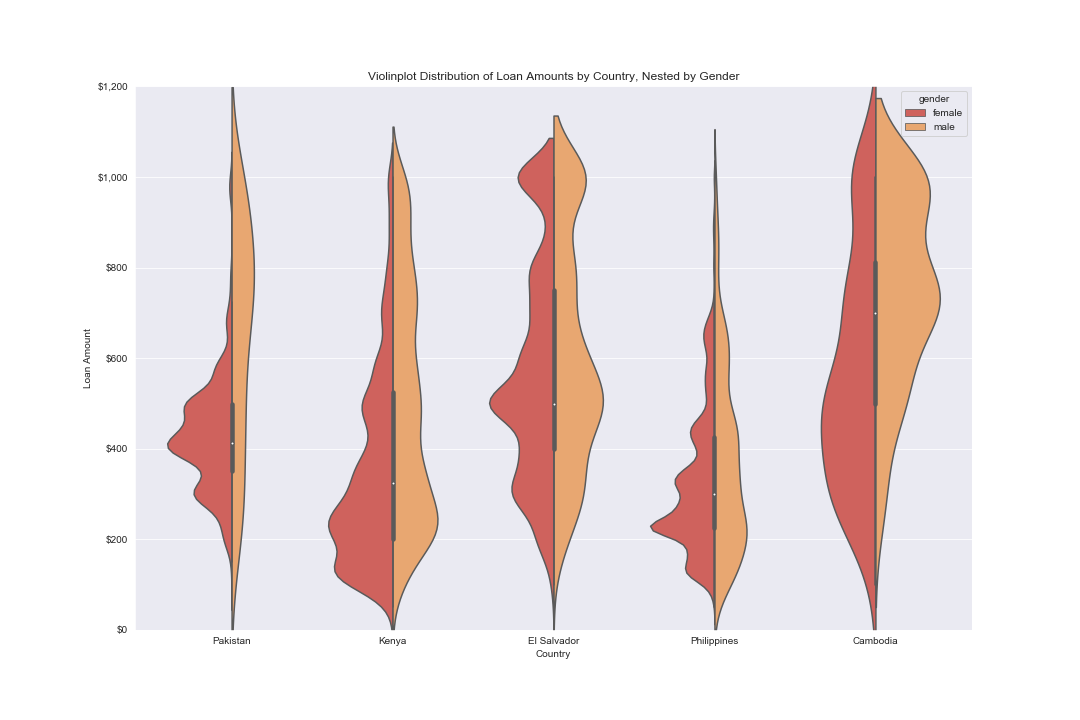 Violinplot Distribution of Loan Amounts by Country, Nested by Gender
$1,200
$1,000
$800
$600
$400
$200
$0
Loan Amount
gender
female
male
Pakistan
Kenya
El Salvador
Philippines
Cambodia
Country